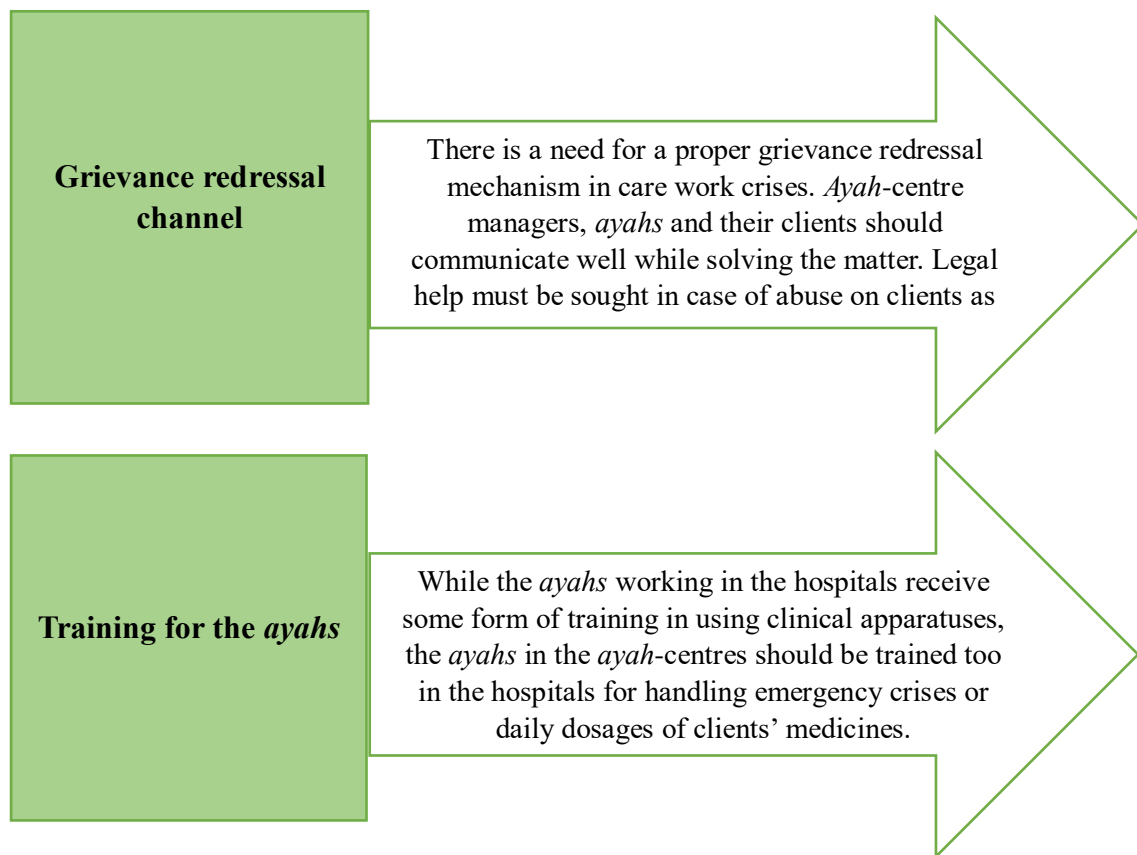 Grievance redressal
channel
There is a need for a proper grievance redressal
mechanism in care work crises. Ayah-centre
managers, ayahs and their clients should
communicate well while solving the matter. Legal
help must be sought in case of abuse on clients as
Training for the ayahs
While the ayahs working in the hospitals receive
some form of training in using clinical apparatuses,
the ayahs in the ayah-centres should be trained too
in the hospitals for handling emergency crises or
daily dosages of clients’ medicines.